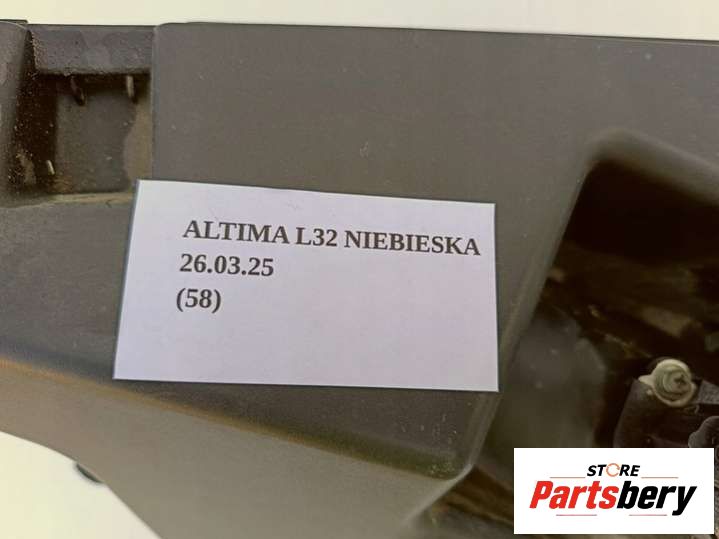 ALTIMA L32 NIEBIESKA
26.03.25
(58)
STORE
Partsbery